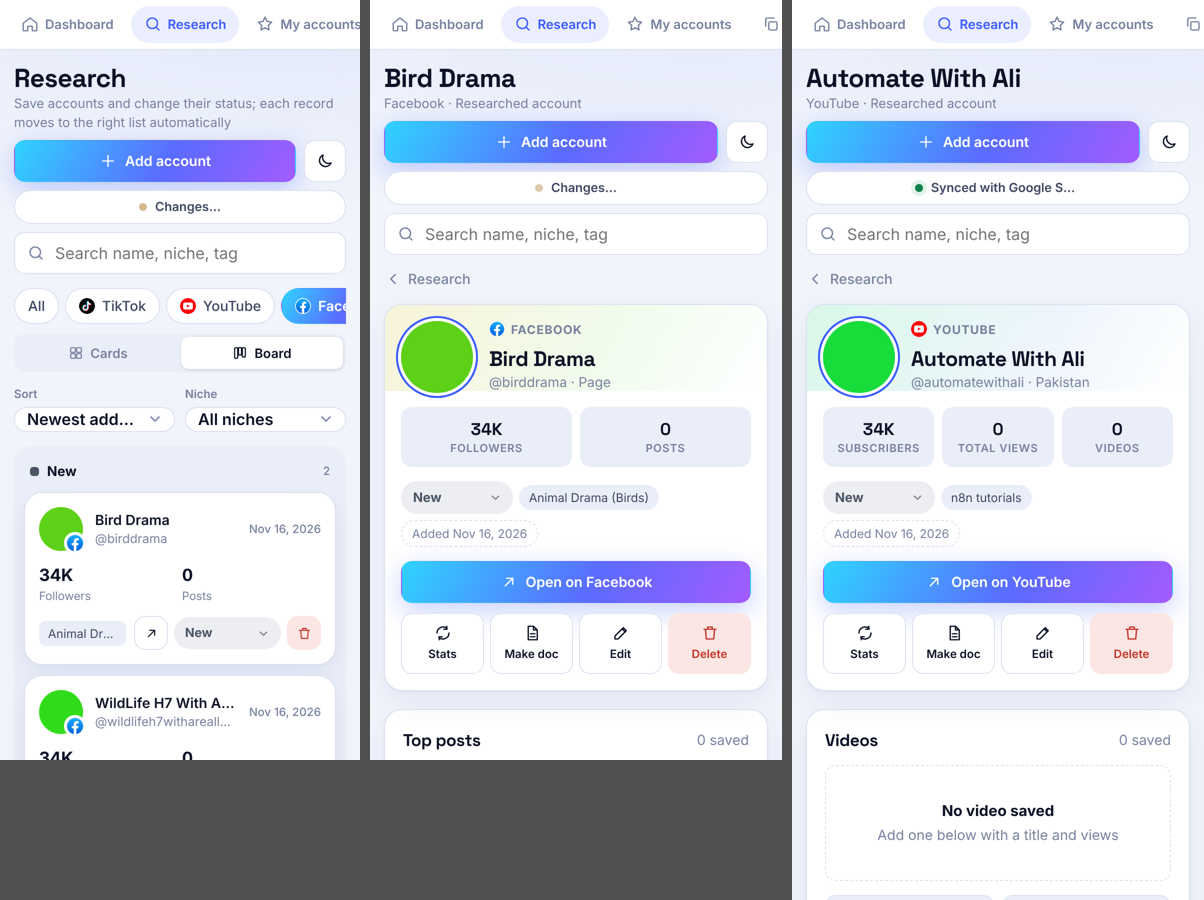 Dashboard Research My accounts
Research
Save accounts and change their status; each record
moves to the right list automatically
Add account
Changes...
Search name, niche, tag
All TikTok YouTube Face
Cards Board
Sort Niche
Newest add... All niches
New 2
Bird Drama
@birddrama
Nov 16, 2026
34K 0
Followers Posts
Animal Dr... New
WildLife H7 With A...
@wildlifeh7withareall...
Nov 16, 2026
34K 0
Dashboard Research My accounts
Bird Drama
Facebook · Researched account
Add account
Changes...
Search name, niche, tag
Research
FACEBOOK
Bird Drama
@birddrama · Page
34K 0
FOLLOWERS POSTS
New Animal Drama (Birds)
Added Nov 16, 2026
Open on Facebook
Stats Make doc Edit Delete
Top posts 0 saved
Dashboard Research My accounts
Automate With Ali
YouTube · Researched account
Add account
Synced with Google S...
Search name, niche, tag
Research
YOUTUBE
Automate With Ali
@automatewithali · Pakistan
34K 0 0
SUBSCRIBERS TOTAL VIEWS VIDEOS
New n8n tutorials
Added Nov 16, 2026
Open on YouTube
Stats Make doc Edit Delete
Videos 0 saved
No video saved
Add one below with a title and views